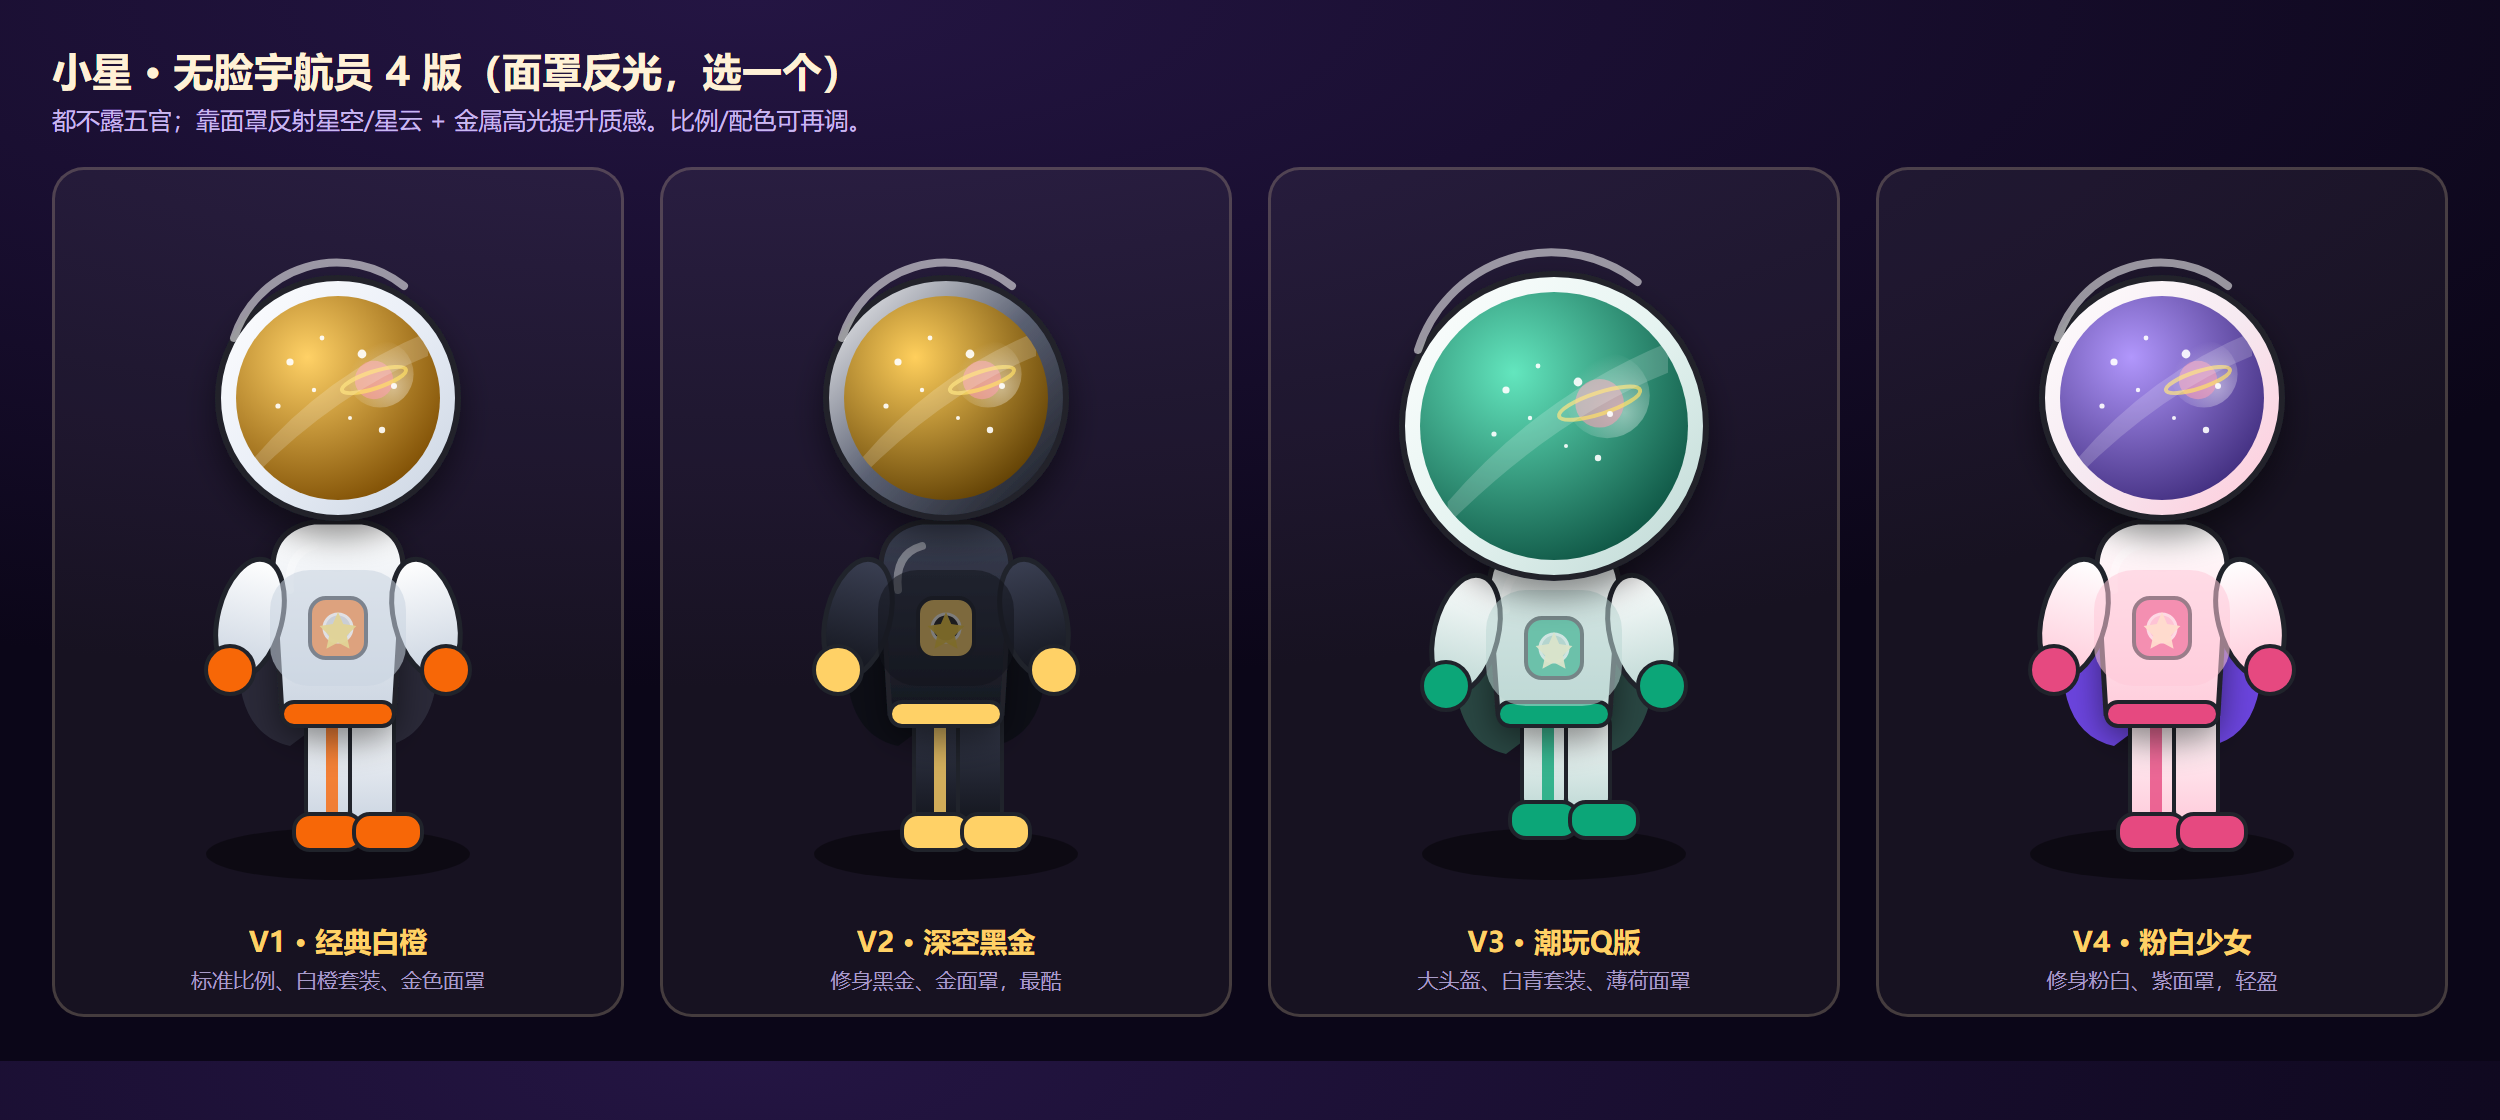 小星 · 无脸宇航员 4 版（面罩反光，选一个）
都不露五官；靠面罩反射星空/星云 + 金属高光提升质感。比例/配色可再调。
V1 · 经典白橙
标准比例、白橙套装、金色面罩
V2 · 深空黑金
修身黑金、金面罩，最酷
V3 · 潮玩Q版
大头盔、白青套装、薄荷面罩
V4 · 粉白少女
修身粉白、紫面罩，轻盈